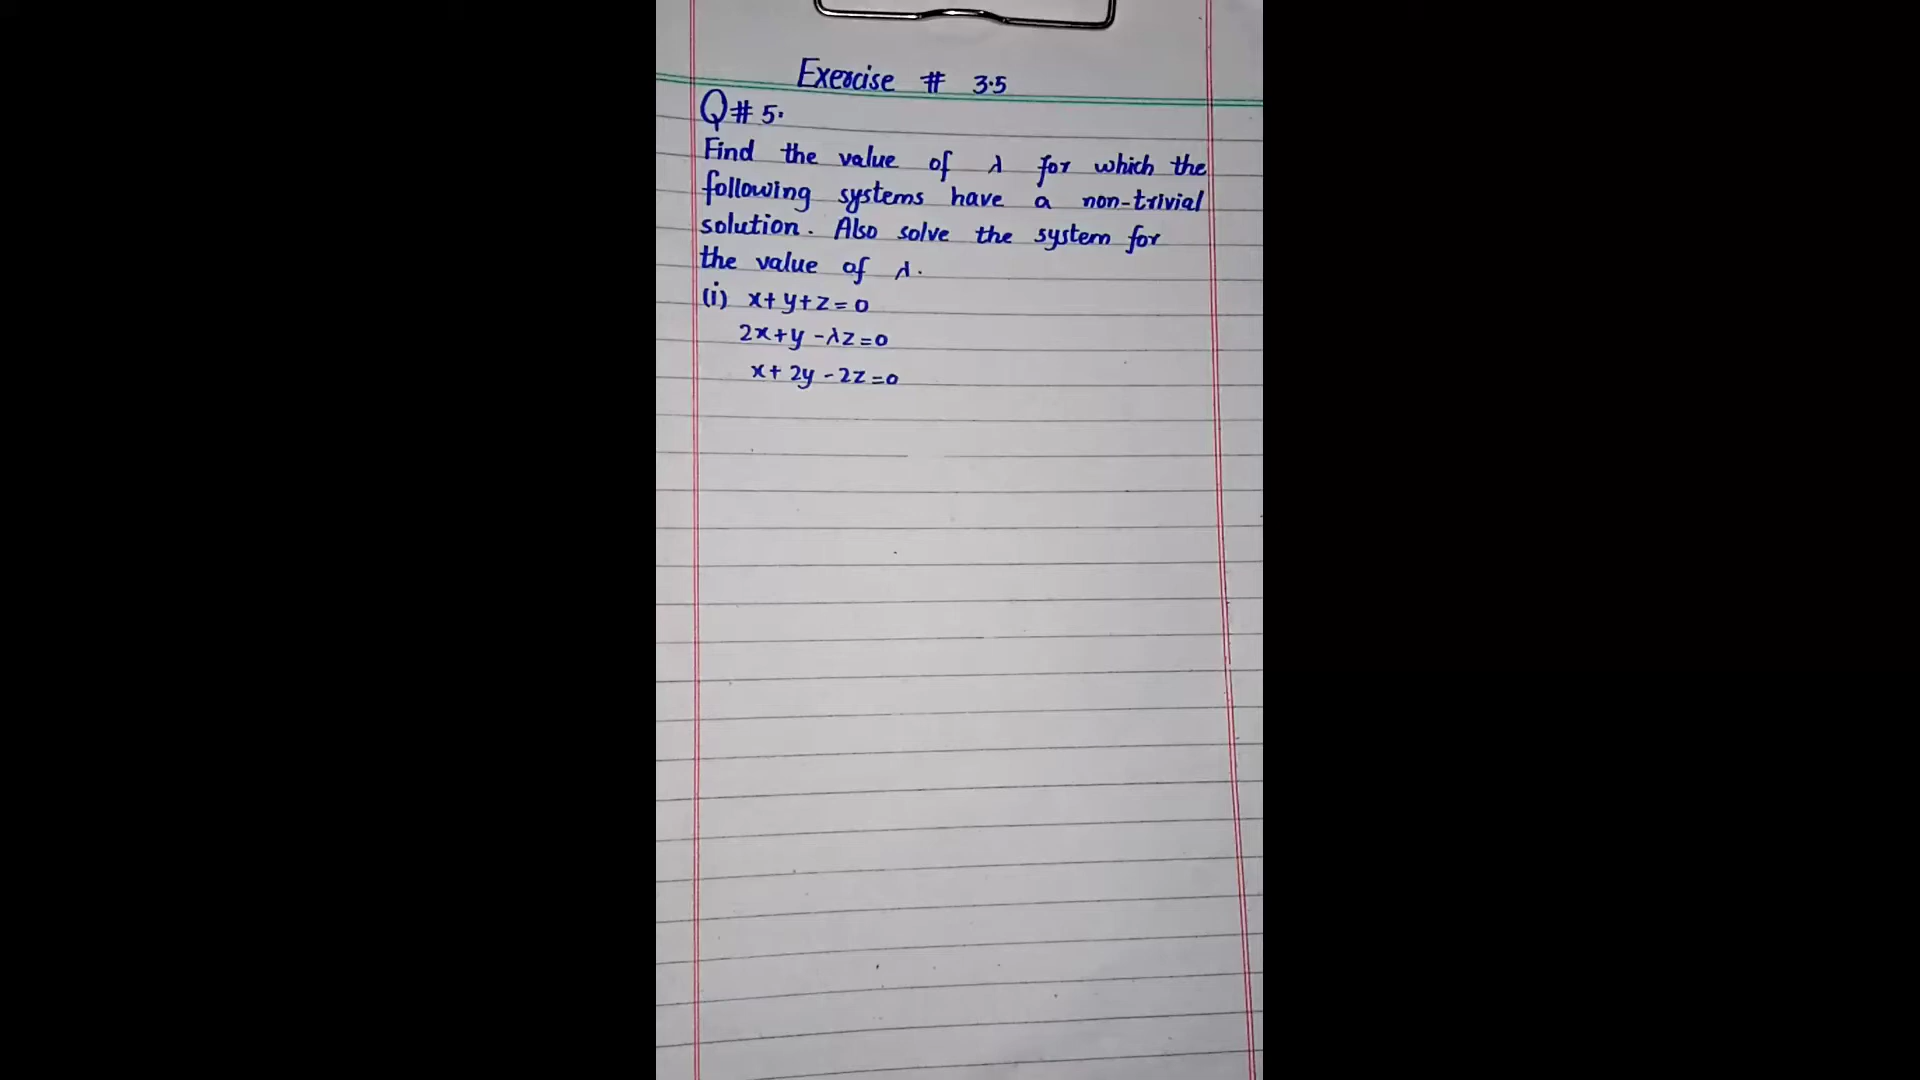 Exercise # 3.5
Q# 5.
Find the value of λ for which the
following systems have a non-trivial
solution. Also solve the system for
the value of λ.
(i) x+y+z=0
2x+y-λz=0
x+2y-2z=0